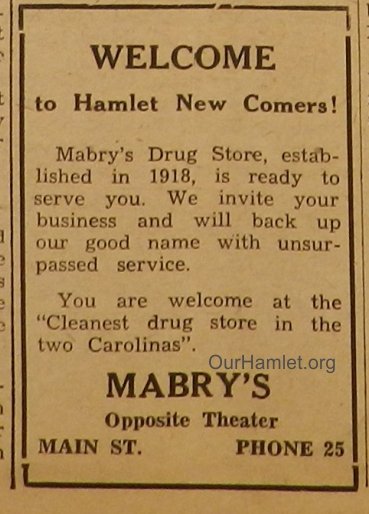 WELCOME
to Hamlet New Comers!
Mabry's Drug Store, estab-
lished in 1918, is ready to
serve you. We invite your
business and will back up
our good name with unsur-
passed service.
You are welcome at the
"Cleanest drug store in the
two Carolinas".
OurHamlet.org
MABRY'S
Opposite Theater
MAIN ST. PHONE 25